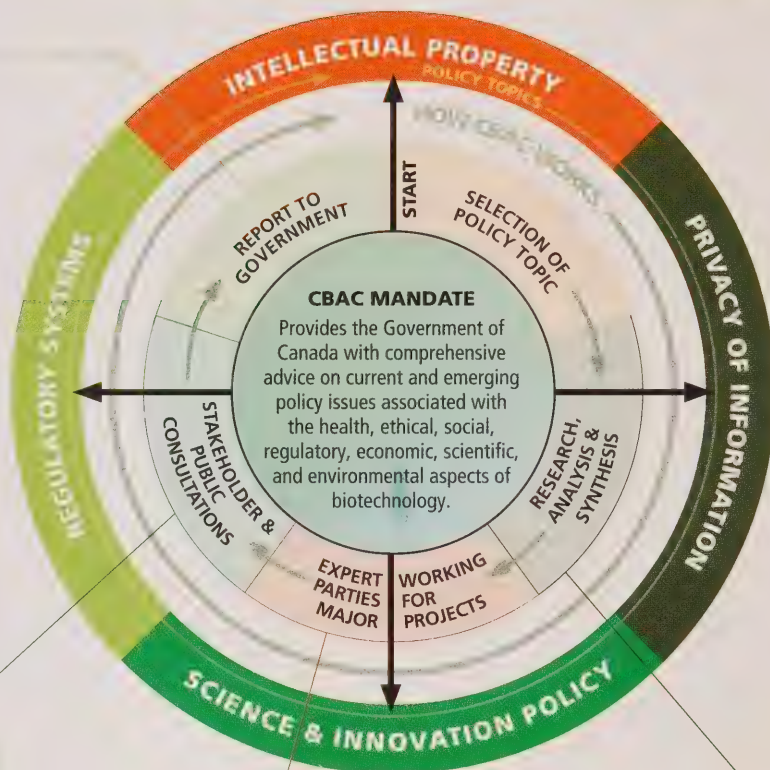 INTELLECTUAL PROPERTY
POLICY TOPICS
HOW CBAC WORKS
START
SELECTION OF
POLICY TOPIC
PRIVACY OF INFORMATION
RESEARCH,
ANALYSIS &
SYNTHESIS
EXPERT WORKING
PARTIES FOR
MAJOR PROJECTS
SCIENCE & INNOVATION POLICY
STAKEHOLDER &
PUBLIC
CONSULTATIONS
REGULATORY SYSTEMS
REPORT TO
GOVERNMENT
CBAC MANDATE
Provides the Government of
Canada with comprehensive
advice on current and emerging
policy issues associated with
the health, ethical, social,
regulatory, economic, scientific,
and environmental aspects of
biotechnology.